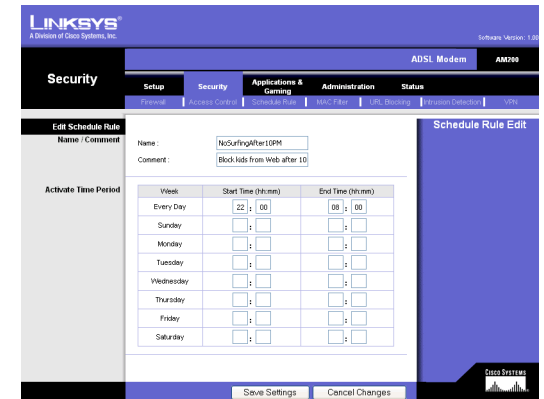 LINKSYS®
A Division of Cisco Systems, Inc.
Software Version: 1.00
ADSL Modem AM200
Security
Setup Security Applications & Gaming Administration Status
Firewall Access Control Schedule Rule MAC Filter URL Blocking Intrusion Detection VPN
Edit Schedule Rule
Schedule Rule Edit
Name / Comment
Name : NoSurfingAfter10PM
Comment : Block kids from Web after 10
Activate Time Period
Week Start Time (hh:mm) End Time (hh:mm)
Every Day 22 : 00 08 : 00
Sunday : :
Monday : :
Tuesday : :
Wednesday : :
Thursday : :
Friday : :
Saturday : :
CISCO SYSTEMS
Save Settings Cancel Changes